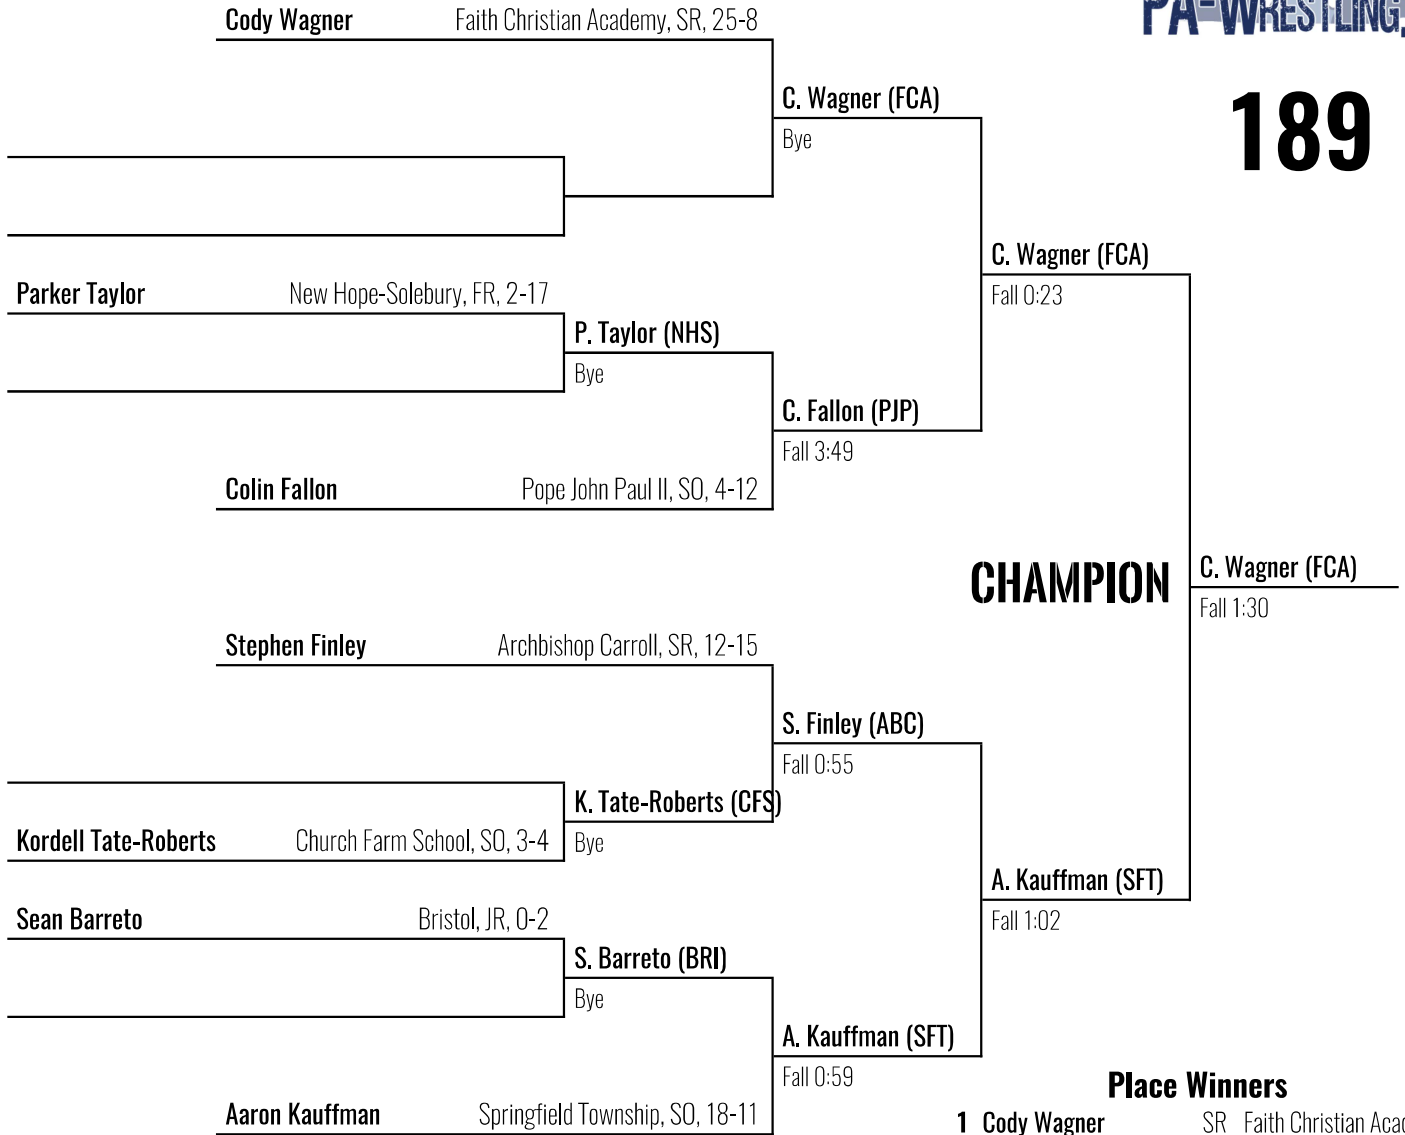 PA-WRESTLING.
189
Cody Wagner Faith Christian Academy, SR, 25-8
C. Wagner (FCA)
Bye
C. Wagner (FCA)
Fall 0:23
Parker Taylor New Hope-Solebury, FR, 2-17
P. Taylor (NHS)
Bye
C. Fallon (PJP)
Fall 3:49
Colin Fallon Pope John Paul II, SO, 4-12
CHAMPION
C. Wagner (FCA)
Fall 1:30
Stephen Finley Archbishop Carroll, SR, 12-15
S. Finley (ABC)
Fall 0:55
K. Tate-Roberts (CFS)
Kordell Tate-Roberts Church Farm School, SO, 3-4
Bye
A. Kauffman (SFT)
Fall 1:02
Sean Barreto Bristol, JR, 0-2
S. Barreto (BRI)
Bye
A. Kauffman (SFT)
Fall 0:59
Aaron Kauffman Springfield Township, SO, 18-11
Place Winners
1 Cody Wagner SR Faith Christian Acad